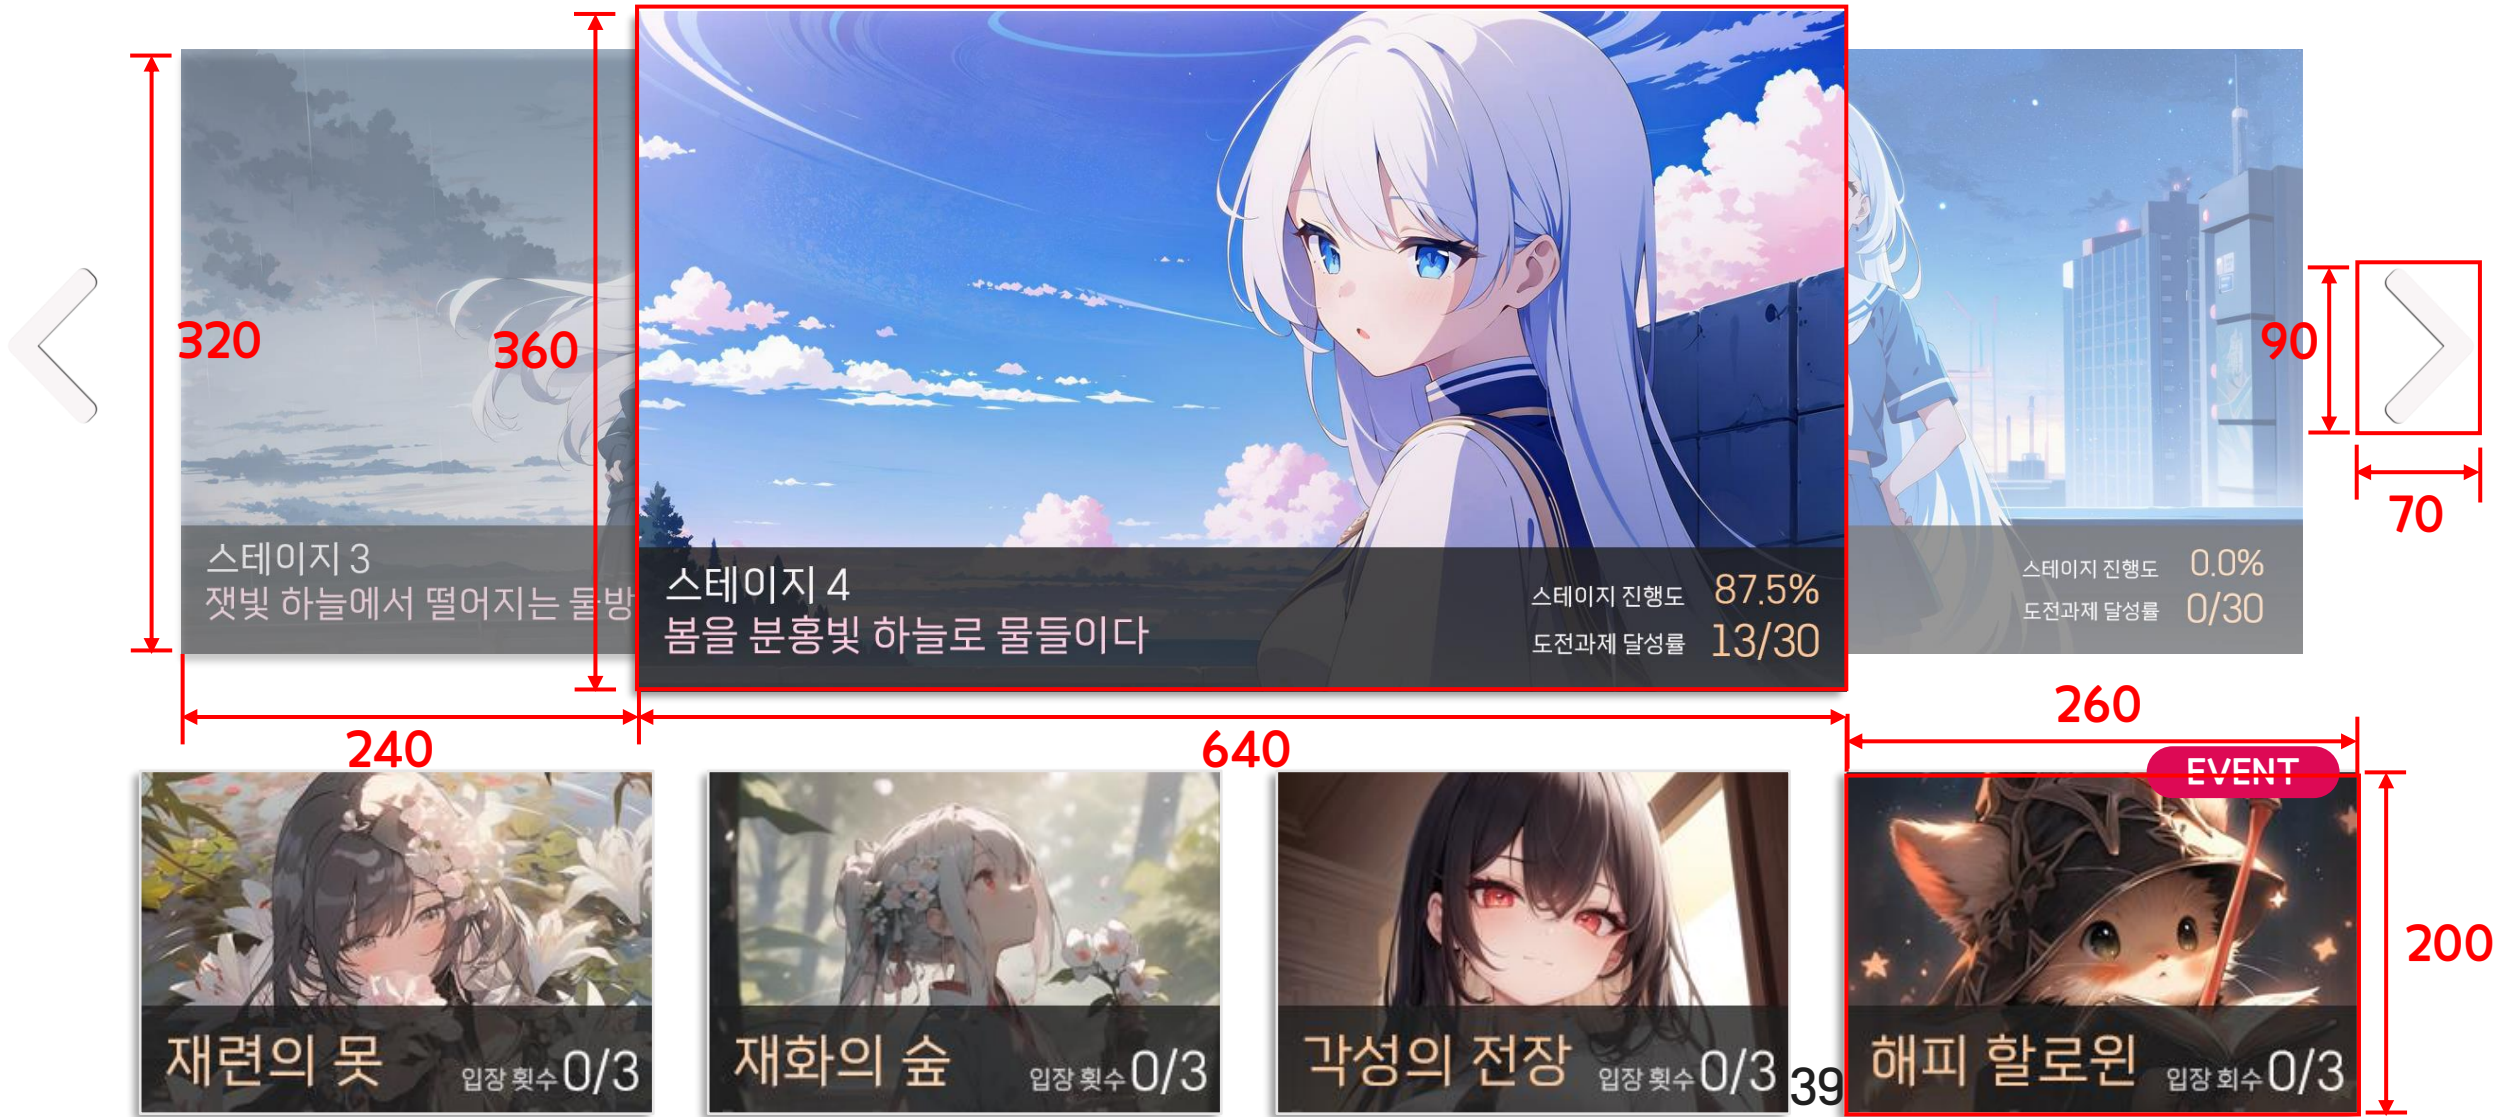 320
360
90
70
스테이지 3
잿빛 하늘에서 떨어지는 물방
스테이지 4
봄을 분홍빛 하늘로 물들이다
스테이지 진행도 87.5%
도전과제 달성률 13/30
스테이지 진행도 0.0%
도전과제 달성률 0/30
240
640
260
EVENT
200
재련의 못 입장 횟수 0/3
재화의 숲 입장 횟수 0/3
각성의 전장 입장 횟수 0/3
39
해피 할로윈 입장 회수 0/3